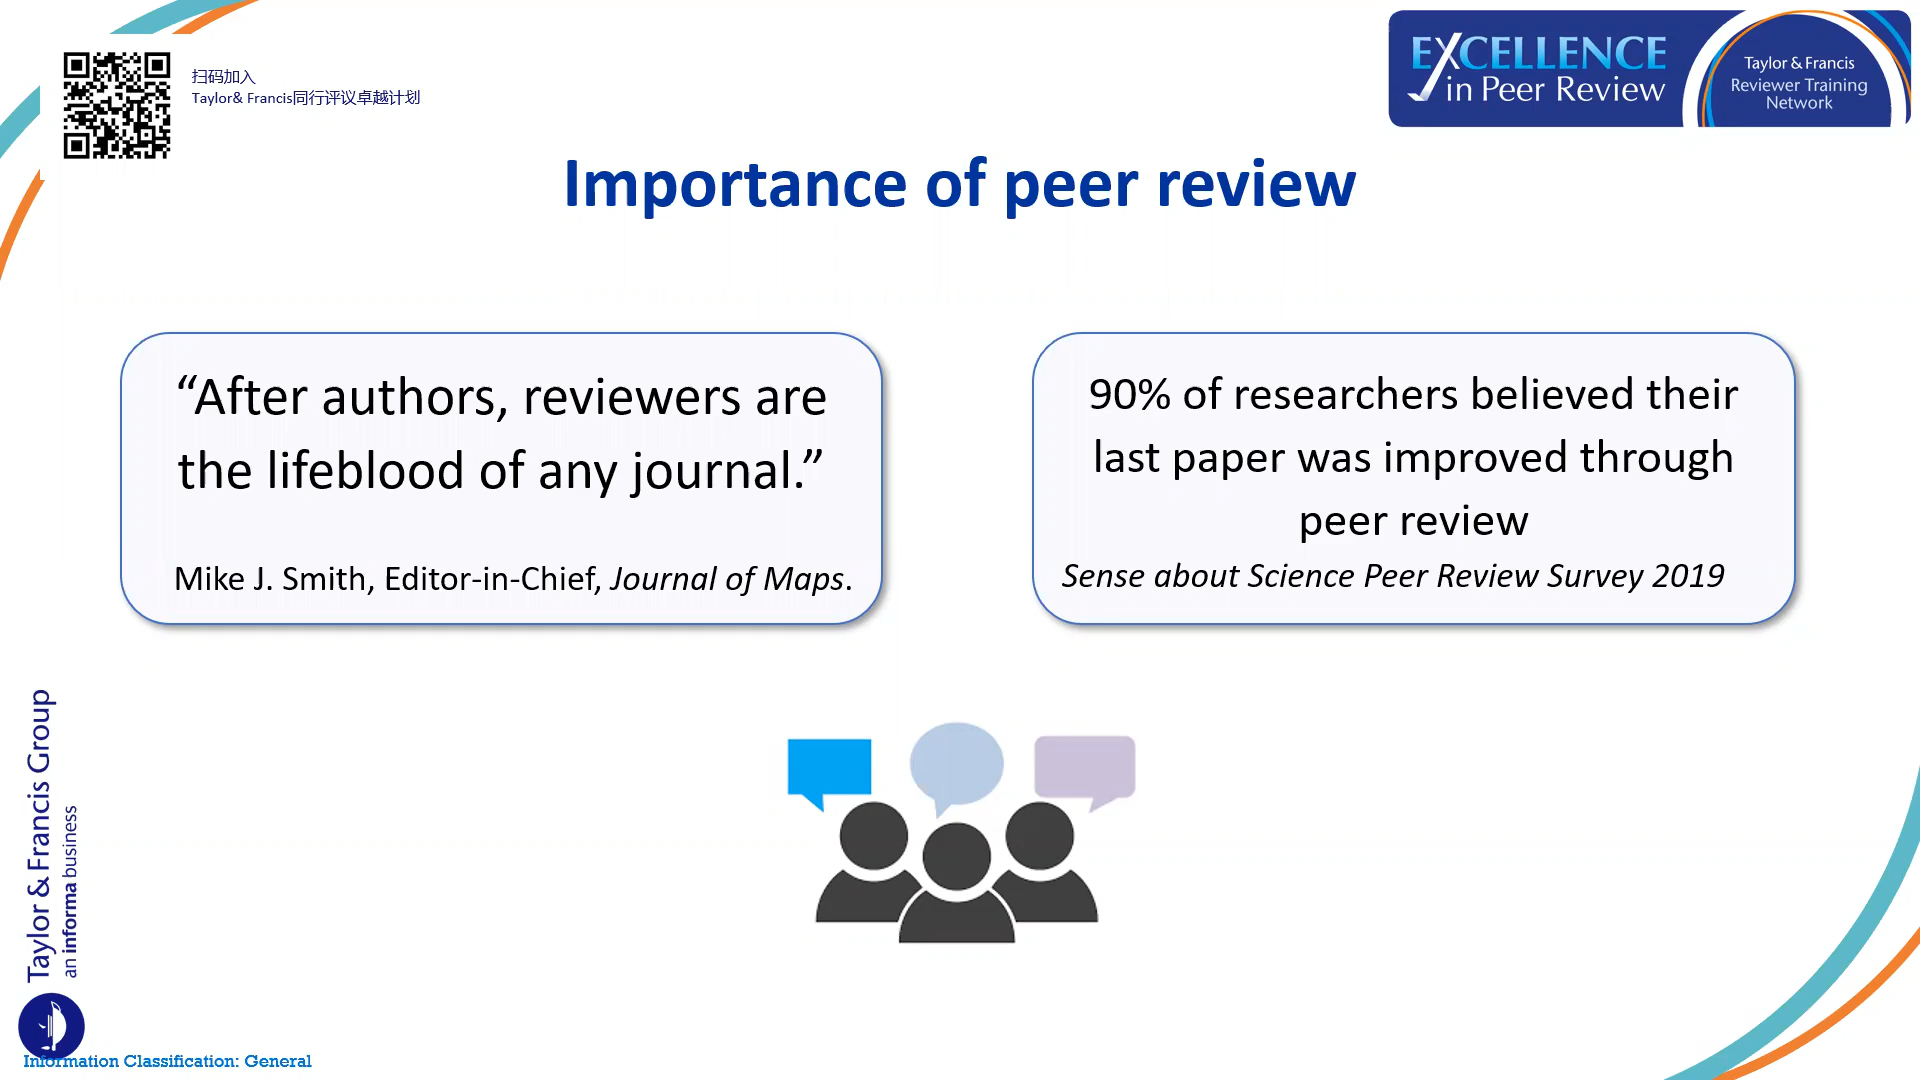 扫码加入
Taylor& Francis同行评议卓越计划
EXCELLENCE
in Peer Review
Taylor & Francis
Reviewer Training
Network
Importance of peer review
“After authors, reviewers are
the lifeblood of any journal.”
Mike J. Smith, Editor-in-Chief, Journal of Maps.
90% of researchers believed their
last paper was improved through
peer review
Sense about Science Peer Review Survey 2019
Taylor & Francis Group
an informa business
Information Classification: General